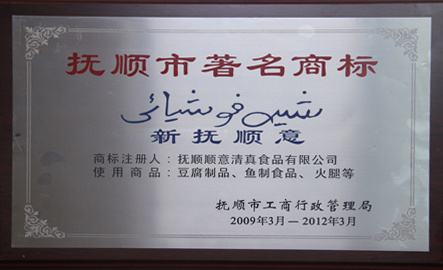 抚顺市著名商标
شىين فوشيائى
新抚顺意
商标注册人：抚顺顺意清真食品有限公司
使用商品：豆腐制品、鱼制食品、火腿等
抚顺市工商行政管理局
2009年3月—2012年3月